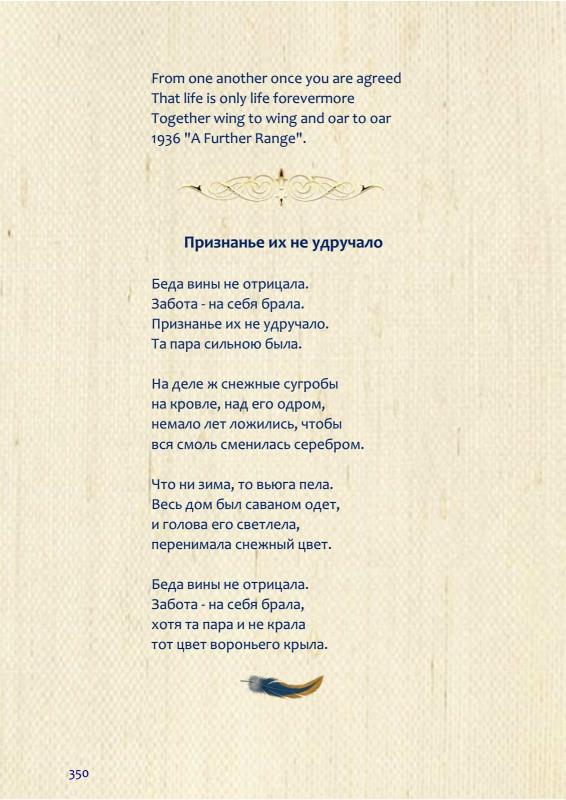 From one another once you are agreed
That life is only life forevermore
Together wing to wing and oar to oar
1936 "A Further Range".
Признанье их не удручало
Беда вины не отрицала.
Забота - на себя брала.
Признанье их не удручало.
Та пара сильною была.
На деле ж снежные сугробы
на кровле, над его одром,
немало лет ложились, чтобы
вся смоль сменилась серебром.
Что ни зима, то вьюга пела.
Весь дом был саваном одет,
и голова его светлела,
перенимала снежный цвет.
Беда вины не отрицала.
Забота - на себя брала,
хотя та пара и не крала
тот цвет вороньего крыла.
350